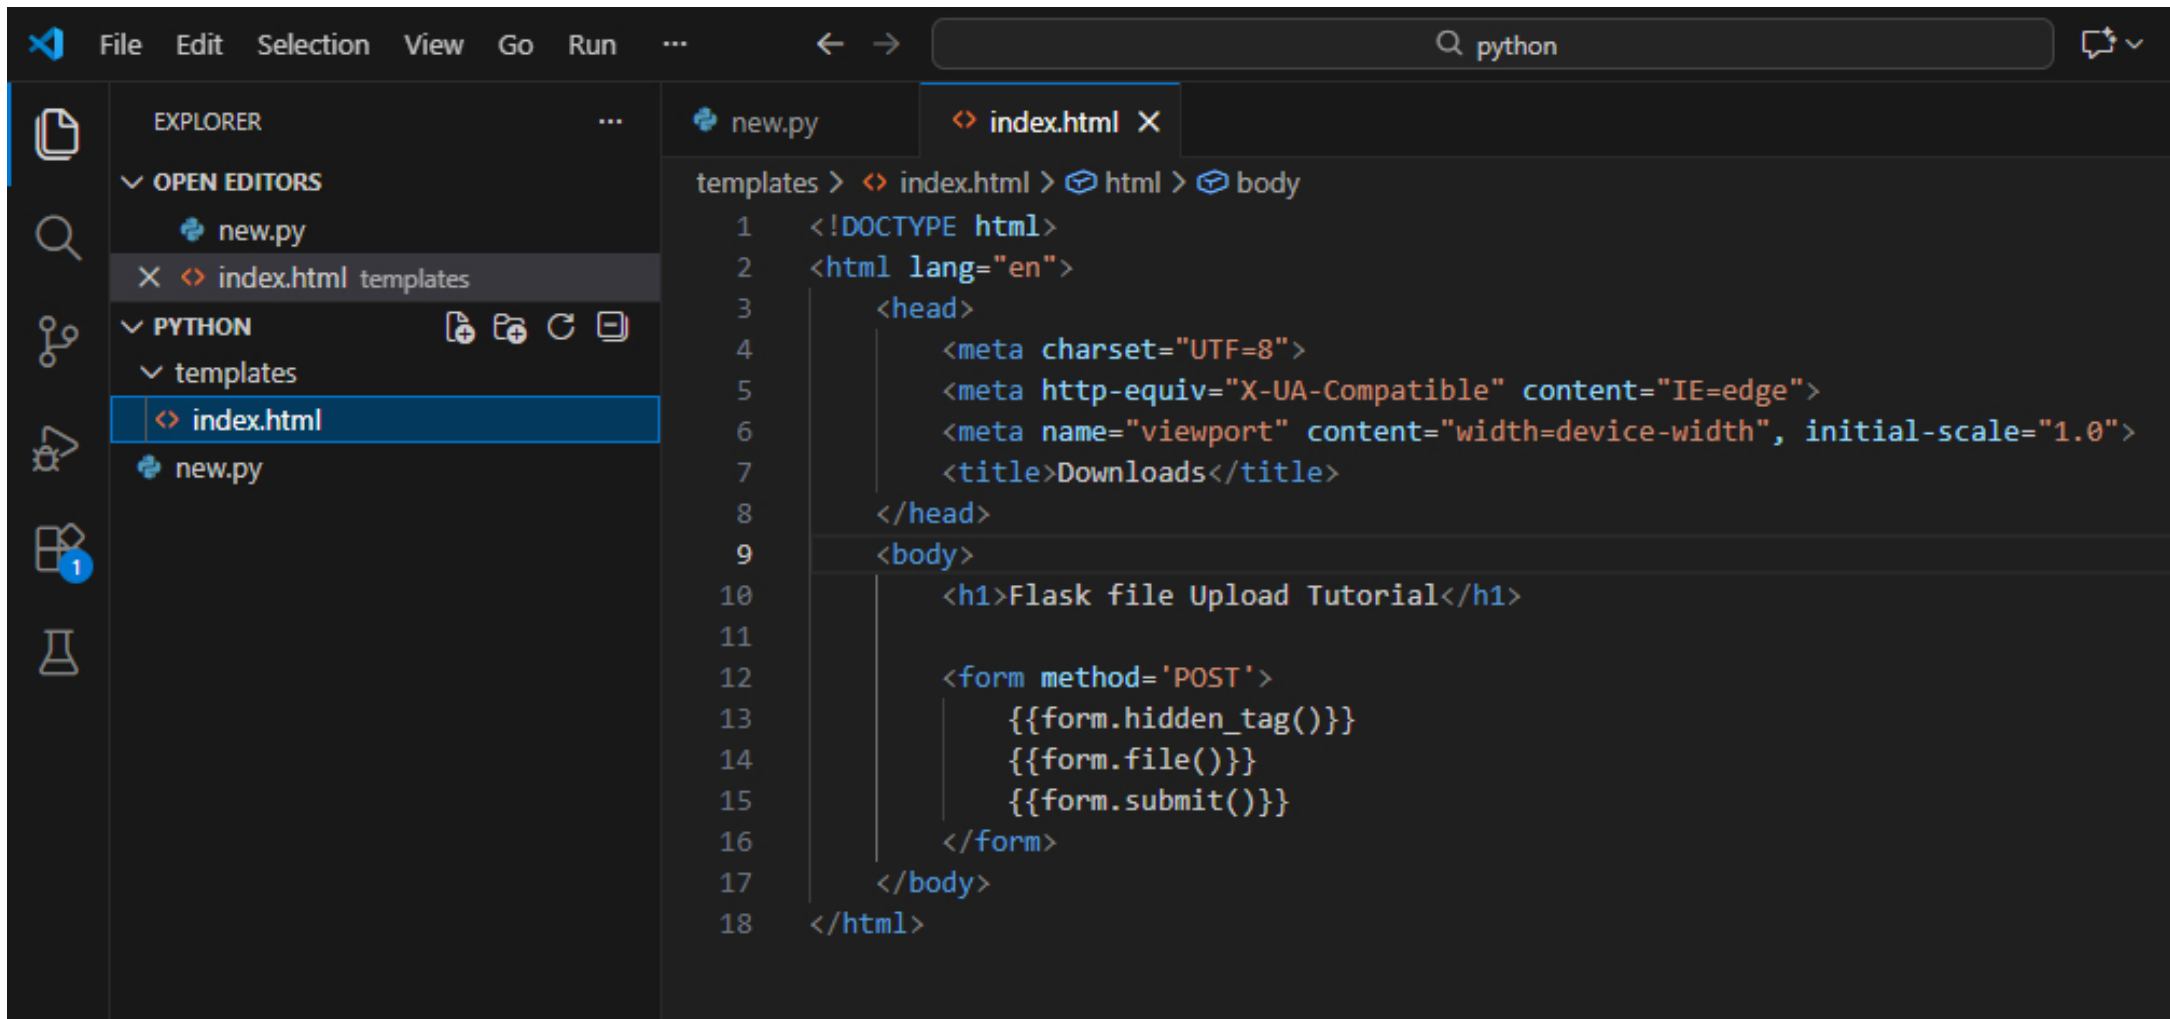 File Edit Selection View Go Run ... python
EXPLORER ...
OPEN EDITORS
new.py
index.html templates
PYTHON
templates
index.html
new.py
1
new.py index.html
templates > index.html > html > body
1 <!DOCTYPE html>
2 <html lang="en">
3 <head>
4 <meta charset="UTF=8">
5 <meta http-equiv="X-UA-Compatible" content="IE=edge">
6 <meta name="viewport" content="width=device-width", initial-scale="1.0">
7 <title>Downloads</title>
8 </head>
9 <body>
10 <h1>Flask file Upload Tutorial</h1>
11
12 <form method='POST'>
13 {{form.hidden_tag()}}
14 {{form.file()}}
15 {{form.submit()}}
16 </form>
17 </body>
18 </html>